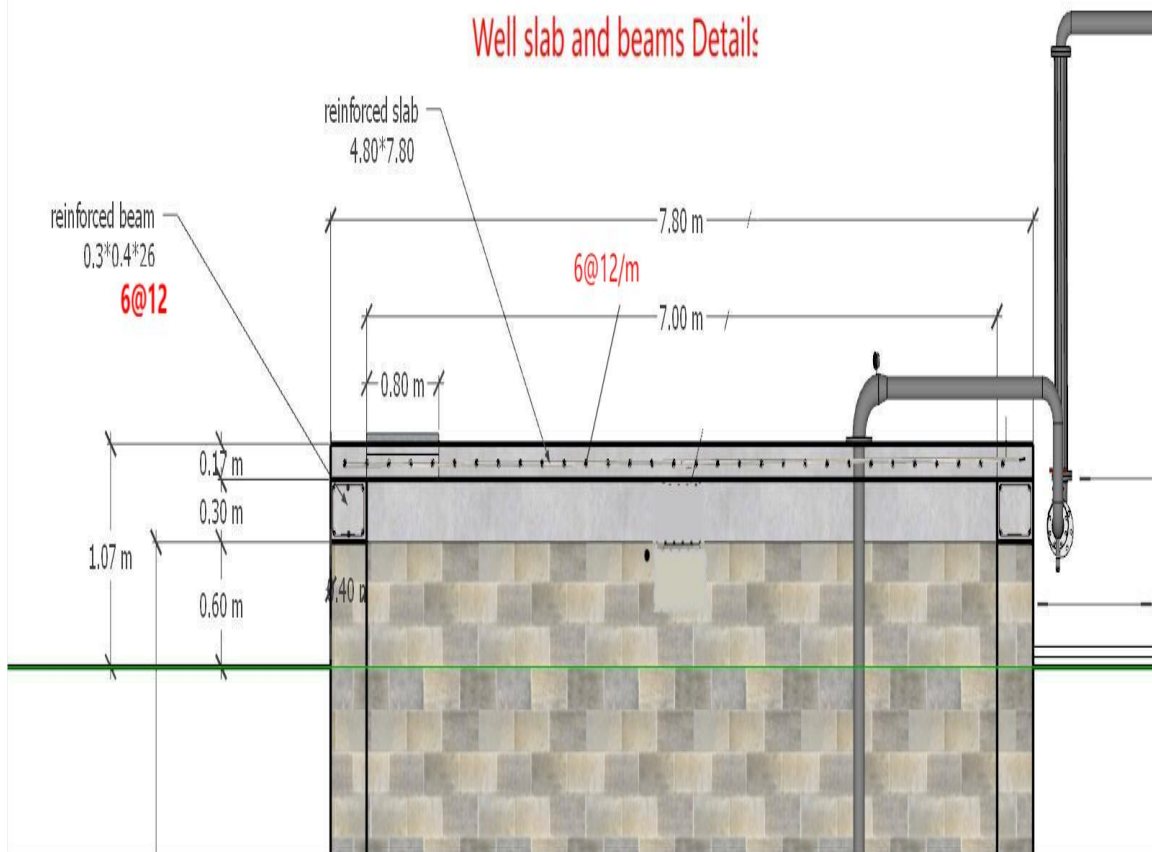 Well slab and beams Details
reinforced slab
4.80*7.80
reinforced beam
0.3*0.4*26
6@12
7.80 m
6@12/m
7.00 m
0.80 m
0.17 m
0.30 m
1.07 m
0.60 m